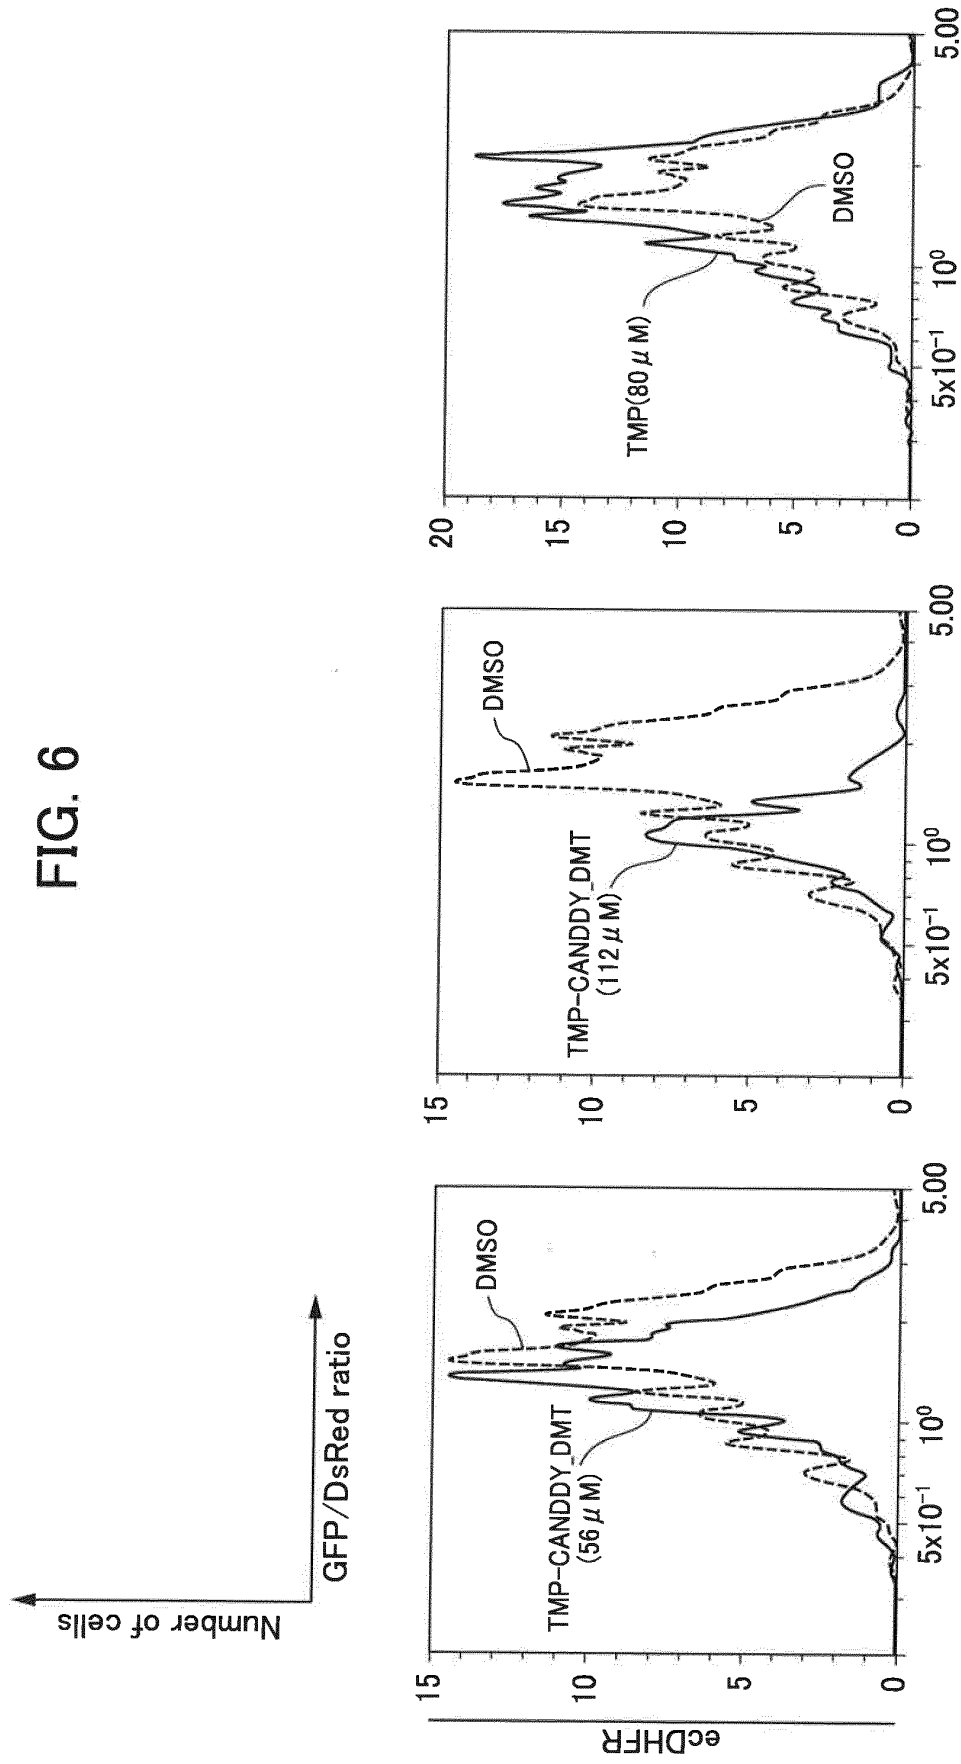 FIG. 6
Number of cells
GFP/DsRed ratio
ecDHFR
15
10
5
0
DMSO
TMP-CANDDY_DMT
(56 μM)
5x10⁻¹
10⁰
5.00
15
10
5
0
DMSO
TMP-CANDDY_DMT
(112 μM)
5x10⁻¹
10⁰
5.00
20
15
10
5
0
TMP(80 μM)
DMSO
5x10⁻¹
10⁰
5.00